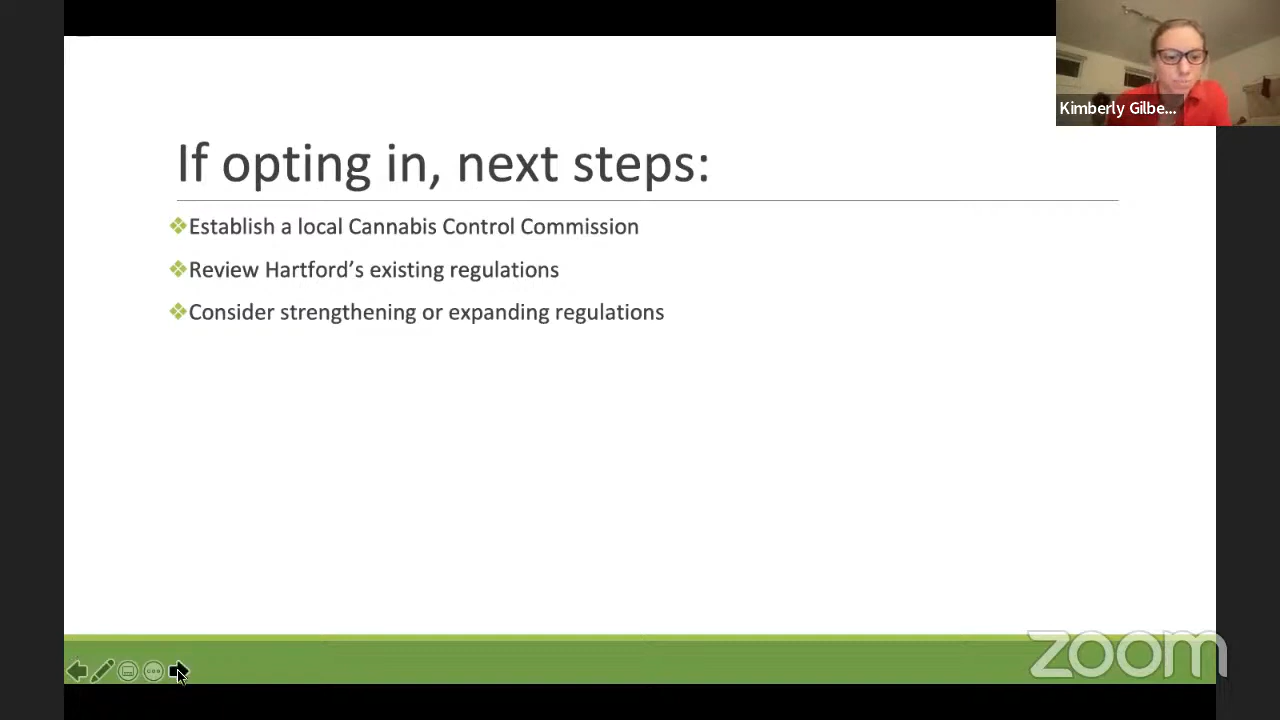 Kimberly Gilbe...
If opting in, next steps:
Establish a local Cannabis Control Commission
Review Hartford’s existing regulations
Consider strengthening or expanding regulations
zoom